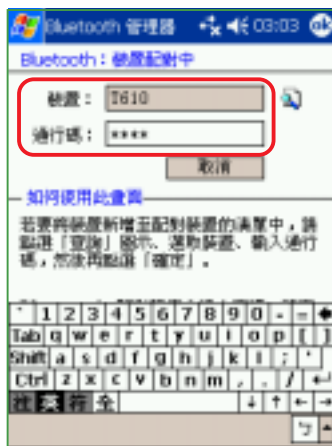 Bluetooth 管理器 03:03 ok
Bluetooth：裝置配對中
裝置： T610
通行碼： ****
取消
如何使用此畫面
若要將裝置新增至配對裝置的清單中，請
點選「查詢」圖示、選取裝置、輸入通行
碼，然後再點選「確定」。
` 1 2 3 4 5 6 7 8 9 0 - =
Tab q w e r t y u i o p [ ]
Shift a s d f g h j k l ; '
Ctrl z x c v b n m , . / ↵
注 英 符 全 ↓ ↑ ← →
ㄅ